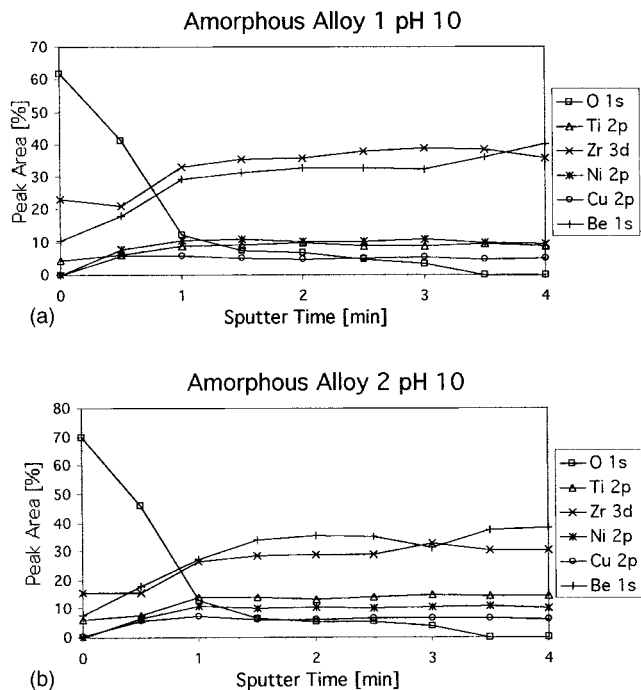 Amorphous Alloy 1 pH 10
Peak Area [%]
70
60
50
40
30
20
10
0
0 1 2 3 4
Sputter Time [min]
(a)
O 1s
Ti 2p
Zr 3d
Ni 2p
Cu 2p
Be 1s
Amorphous Alloy 2 pH 10
Peak Area [%]
80
70
60
50
40
30
20
10
0
0 1 2 3 4
Sputter Time [min]
(b)
O 1s
Ti 2p
Zr 3d
Ni 2p
Cu 2p
Be 1s